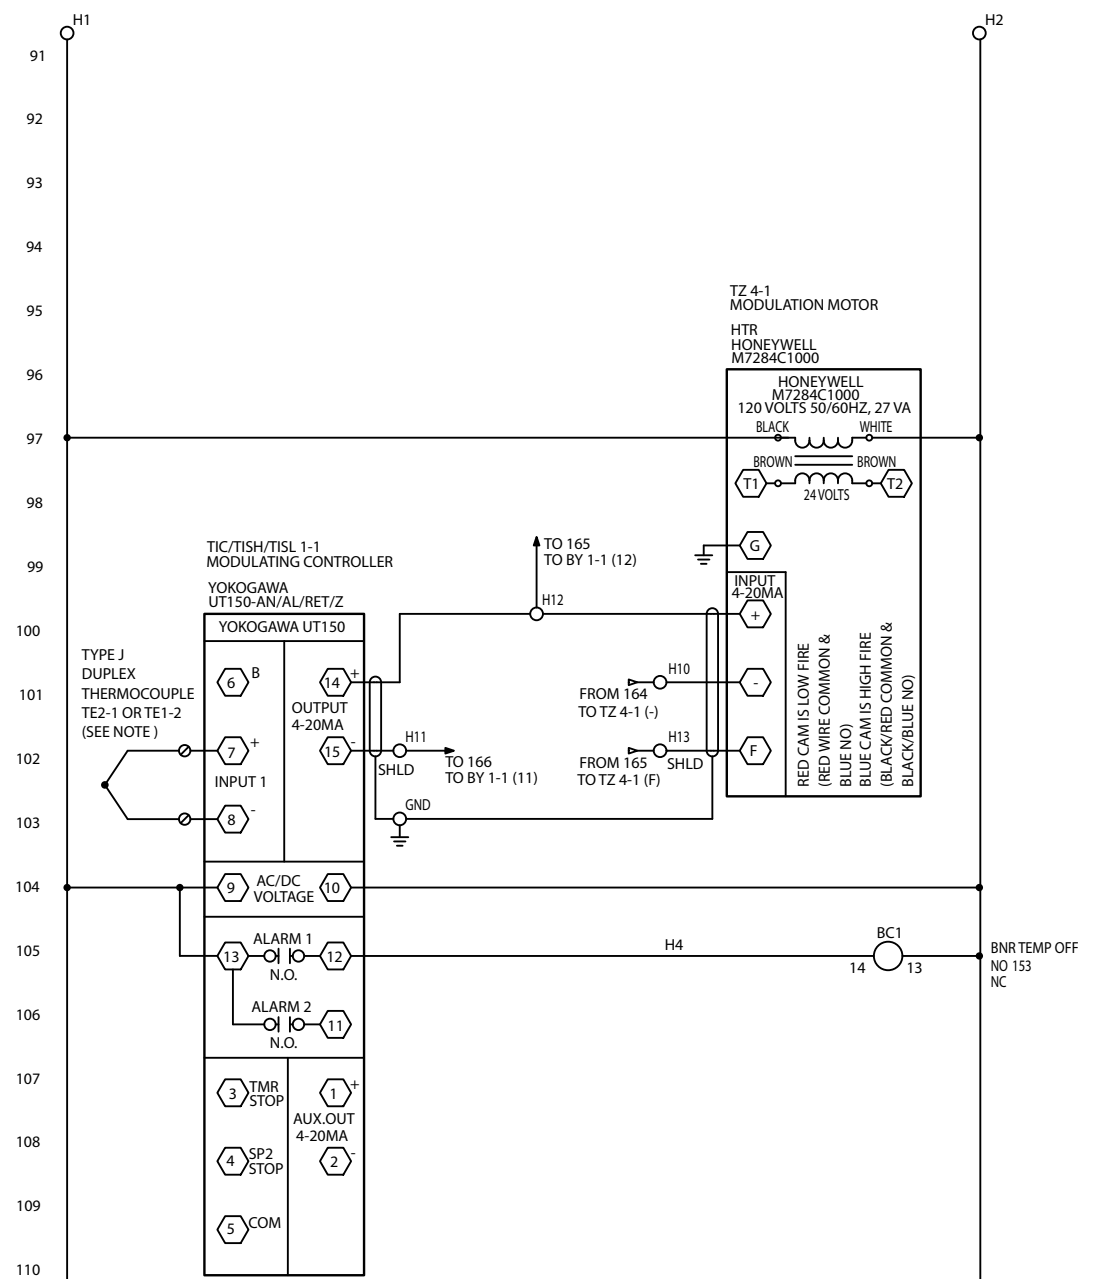 H1
H2
91
92
93
94
95
96
97
98
99
100
101
102
103
104
105
106
107
108
109
110
TZ 4-1
MODULATION MOTOR
HTR
HONEYWELL
M7284C1000
HONEYWELL
M7284C1000
120 VOLTS 50/60HZ, 27 VA
BLACK
WHITE
BROWN
BROWN
T1
T2
24 VOLTS
G
INPUT
4-20MA
+
-
F
RED CAM IS LOW FIRE
(RED WIRE COMMON &
BLUE NO)
BLUE CAM IS HIGH FIRE
(BLACK/RED COMMON &
BLACK/BLUE NO)
TO 165
TO BY 1-1 (12)
H12
H10
FROM 164
TO TZ 4-1 (-)
H13
FROM 165
TO TZ 4-1 (F)
SHLD
TIC/TISH/TISL 1-1
MODULATING CONTROLLER
YOKOGAWA
UT150-AN/AL/RET/Z
YOKOGAWA UT150
TYPE J
DUPLEX
THERMOCOUPLE
TE2-1 OR TE1-2
(SEE NOTE )
6
B
14
+
OUTPUT
4-20MA
7
+
15
-
INPUT 1
8
-
H11
SHLD
TO 166
TO BY 1-1 (11)
GND
9
AC/DC
VOLTAGE
10
13
ALARM 1
N.O.
12
ALARM 2
N.O.
11
H4
BC1
14
13
BNR TEMP OFF
NO 153
NC
3
TMR
STOP
1
+
AUX.OUT
4-20MA
4
SP2
STOP
2
-
5
COM